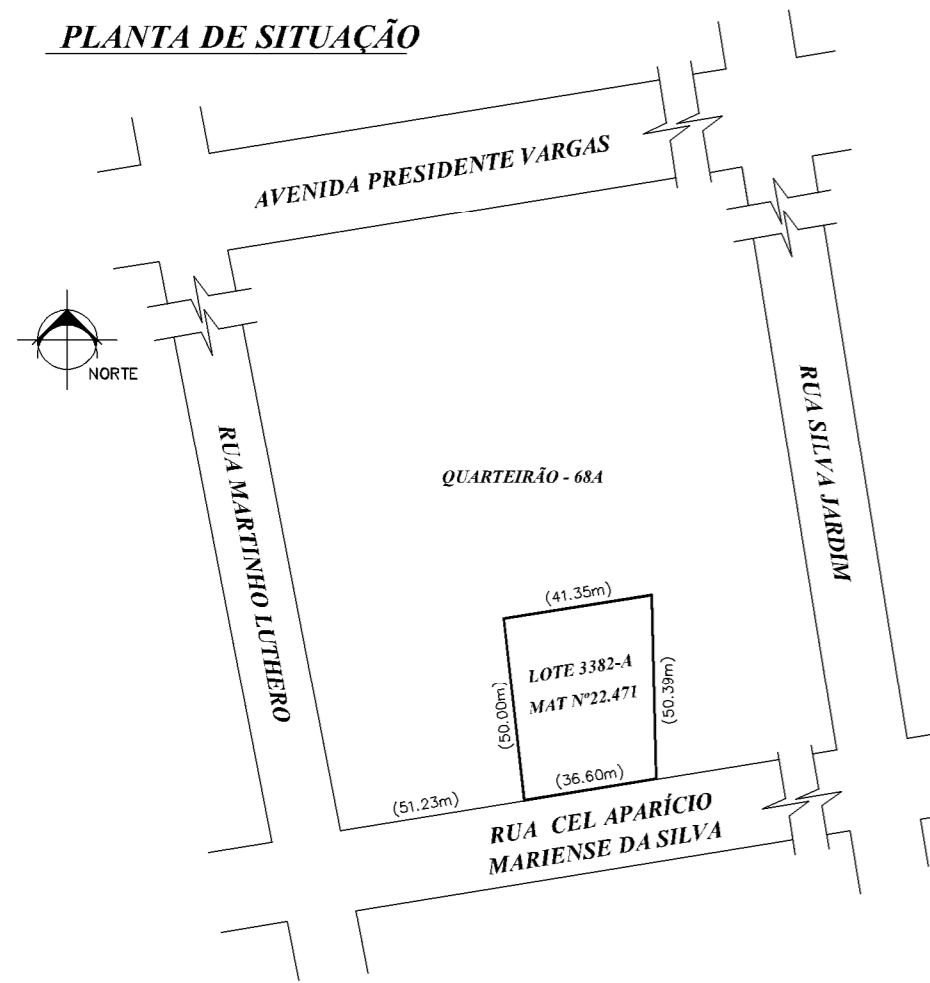 PLANTA DE SITUAÇÃO
AVENIDA PRESIDENTE VARGAS
NORTE
RUA MARTINHO LUTHERO
RUA SILVA JARDIM
QUARTEIRÃO - 68A
(41.35m)
LOTE 3382-A
MAT Nº22.471
(50.00m)
(50.39m)
(36.60m)
(51.23m)
RUA CEL APARÍCIO
MARIENSE DA SILVA